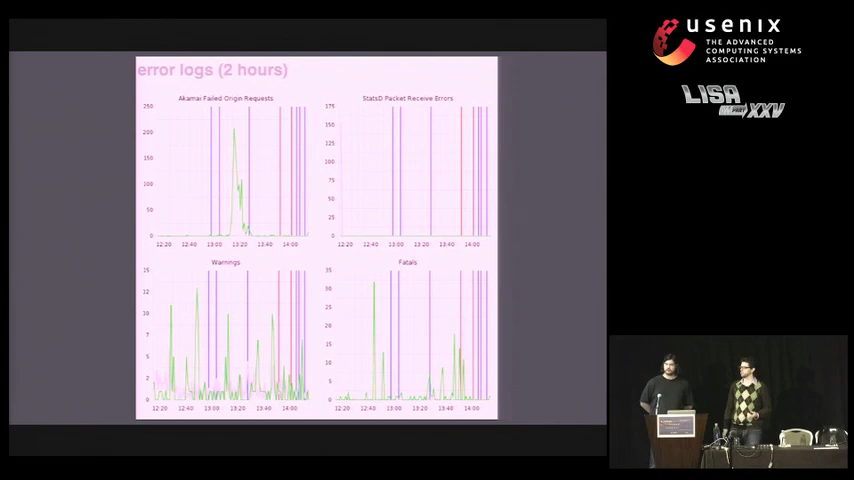 error logs (2 hours)
Akamai Failed Origin Requests
250
200
150
100
50
0
12:20 12:40 13:00 13:20 13:40 14:00
StatsD Packet Receive Errors
175
150
125
100
75
50
25
0
12:20 12:40 13:00 13:20 13:40 14:00
Warnings
15
12
10
7
5
2
0
12:20 12:40 13:00 13:20 13:40 14:00
Fatals
35
30
25
20
15
10
5
0
12:20 12:40 13:00 13:20 13:40 14:00
usenix
THE ADVANCED
COMPUTING SYSTEMS
ASSOCIATION
LISA
XXV